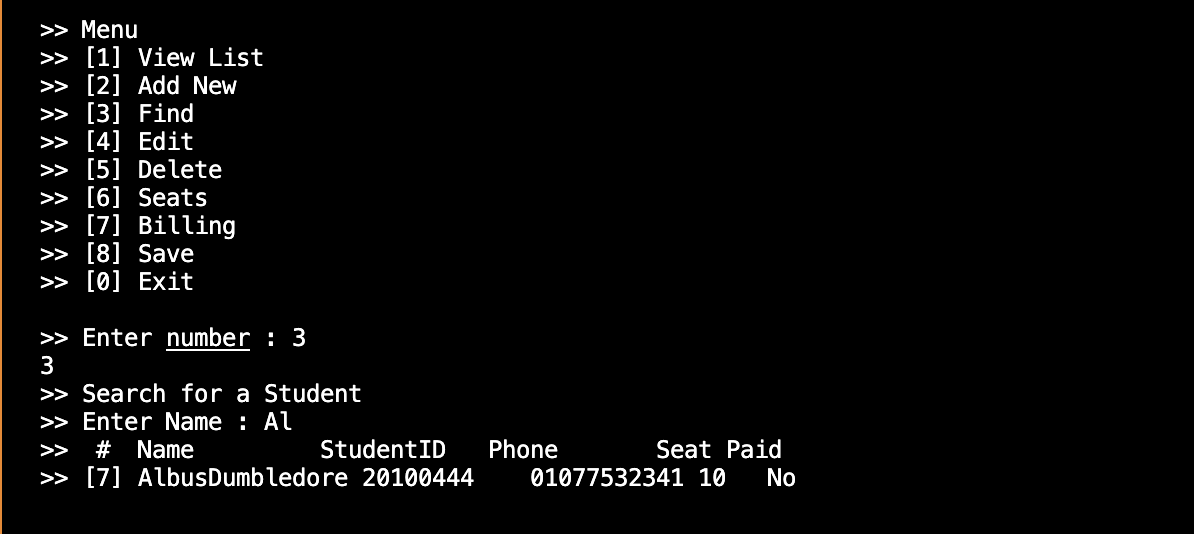 >> Menu
>> [1] View List
>> [2] Add New
>> [3] Find
>> [4] Edit
>> [5] Delete
>> [6] Seats
>> [7] Billing
>> [8] Save
>> [0] Exit
>> Enter number : 3
3
>> Search for a Student
>> Enter Name : Al
>>  #  Name         StudentID   Phone       Seat Paid
>> [7] AlbusDumbledore 20100444    01077532341 10   No